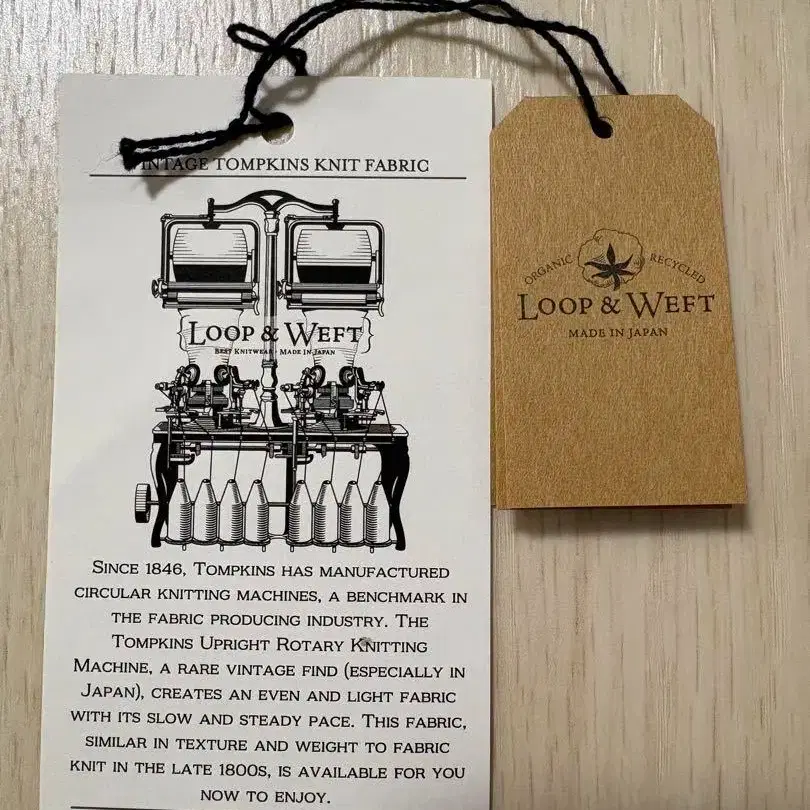 VINTAGE TOMPKINS KNIT FABRIC
LOOP & WEFT
BEST KNITWEAR · MADE IN JAPAN
SINCE 1846, TOMPKINS HAS MANUFACTURED
CIRCULAR KNITTING MACHINES, A BENCHMARK IN
THE FABRIC PRODUCING INDUSTRY. THE
TOMPKINS UPRIGHT ROTARY KNITTING
MACHINE, A RARE VINTAGE FIND (ESPECIALLY IN
JAPAN), CREATES AN EVEN AND LIGHT FABRIC
WITH ITS SLOW AND STEADY PACE. THIS FABRIC,
SIMILAR IN TEXTURE AND WEIGHT TO FABRIC
KNIT IN THE LATE 1800S, IS AVAILABLE FOR YOU
NOW TO ENJOY.
ORGANIC RECYCLED
LOOP & WEFT
MADE IN JAPAN